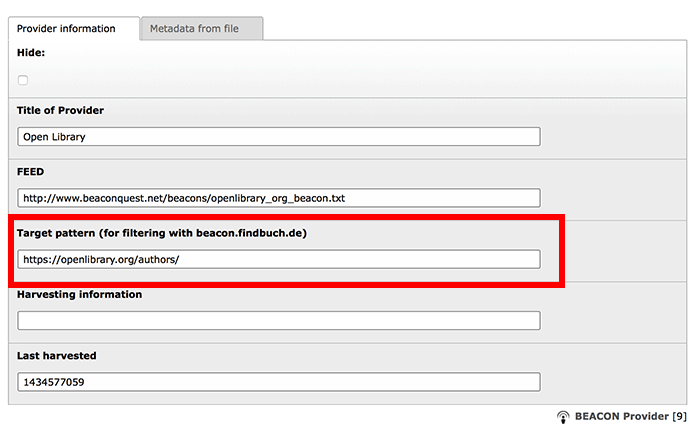 Provider information Metadata from file
Hide:
Title of Provider
Open Library
FEED
http://www.beaconquest.net/beacons/openlibrary_org_beacon.txt
Target pattern (for filtering with beacon.findbuch.de)
https://openlibrary.org/authors/
Harvesting information
Last harvested
1434577059
BEACON Provider [9]